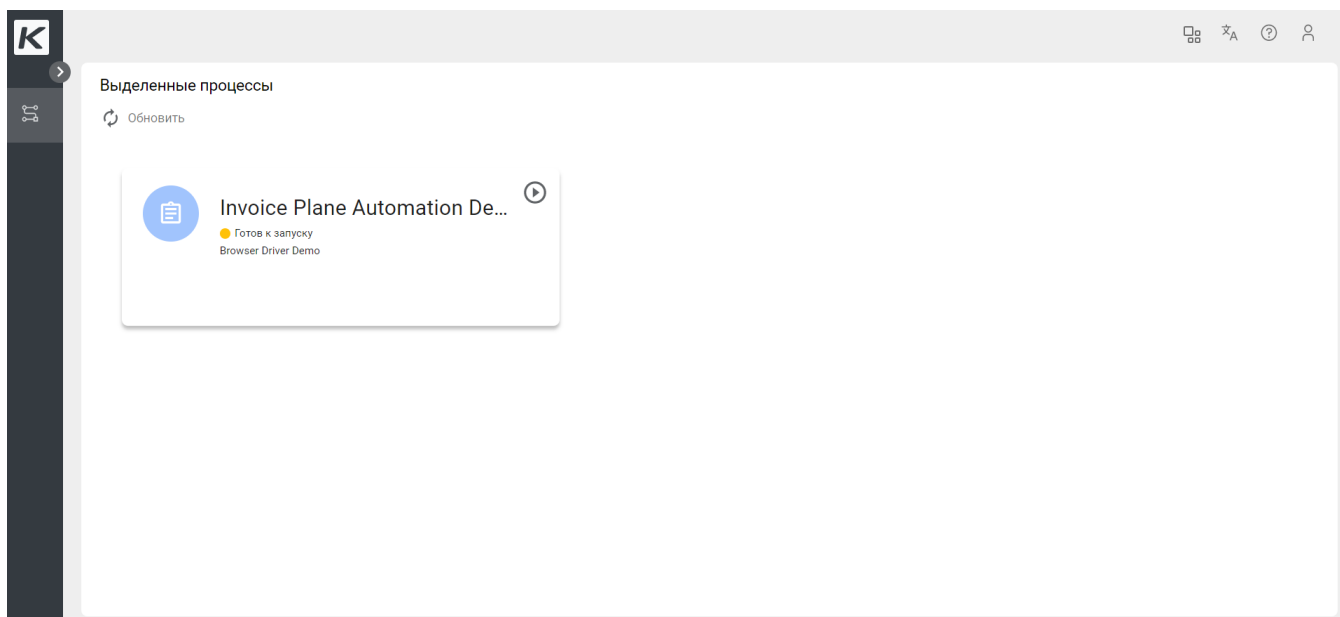 K
Выделенные процессы
Обновить
Invoice Plane Automation De...
Готов к запуску
Browser Driver Demo